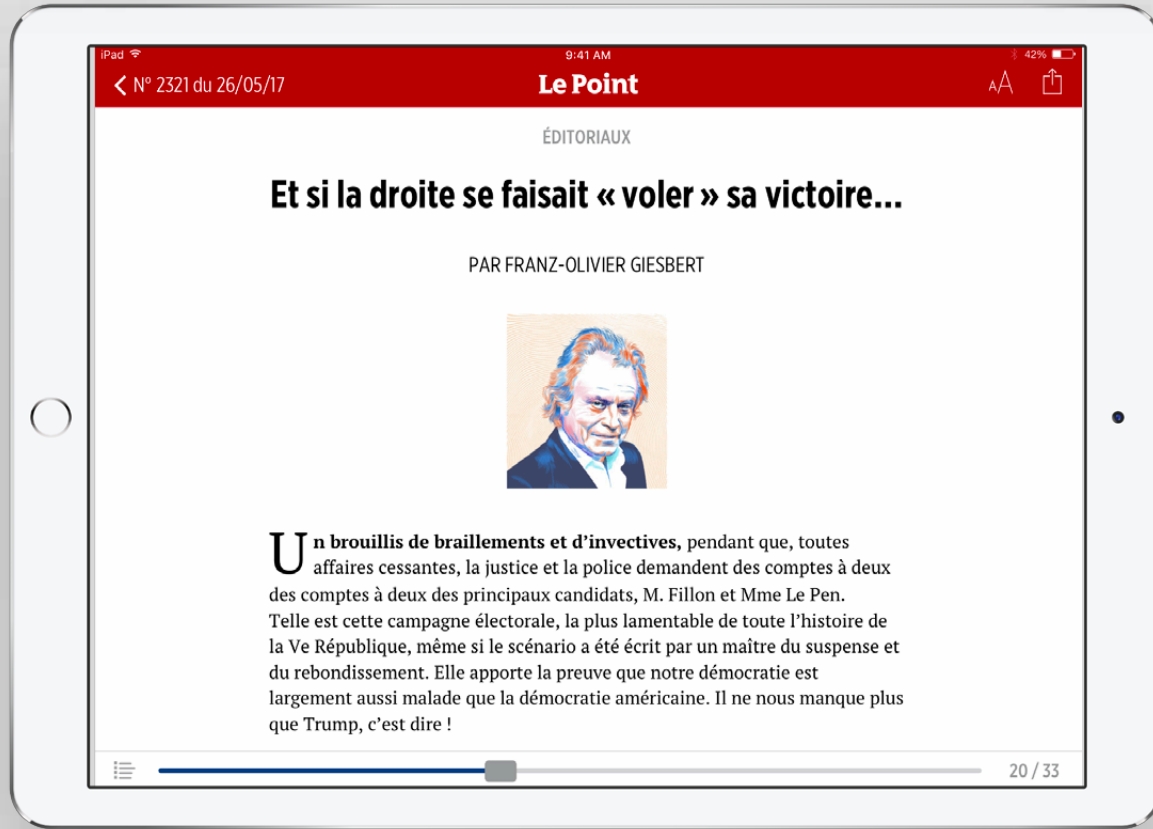 iPad
9:41 AM
42%
N° 2321 du 26/05/17
Le Point
AA
ÉDITORIAUX
Et si la droite se faisait « voler » sa victoire...
PAR FRANZ-OLIVIER GIESBERT
Un brouillis de braillements et d’invectives, pendant que, toutes
affaires cessantes, la justice et la police demandent des comptes à deux
des comptes à deux des principaux candidats, M. Fillon et Mme Le Pen.
Telle est cette campagne électorale, la plus lamentable de toute l’histoire de
la Ve République, même si le scénario a été écrit par un maître du suspense et
du rebondissement. Elle apporte la preuve que notre démocratie est
largement aussi malade que la démocratie américaine. Il ne nous manque plus
que Trump, c’est dire !
20 / 33